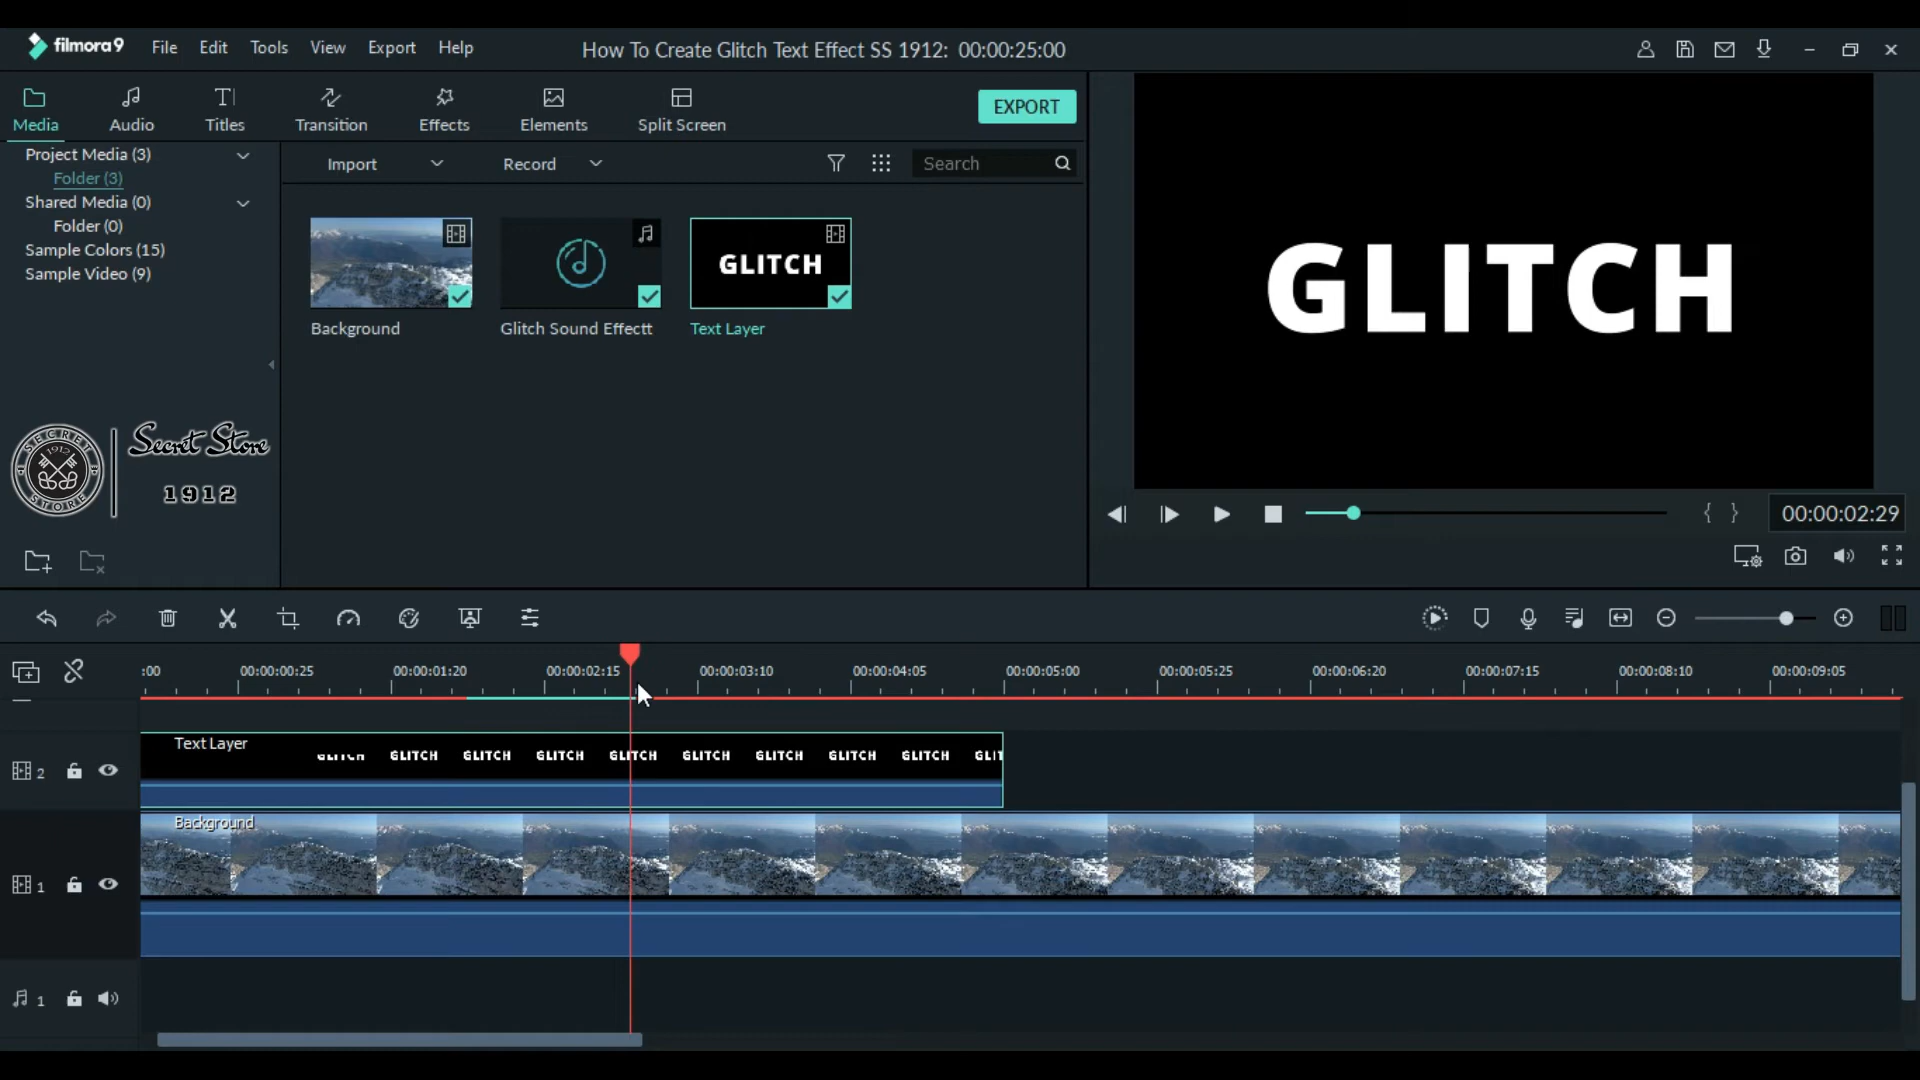 filmora9 File Edit Tools View Export Help
How To Create Glitch Text Effect SS 1912: 00:00:25:00
Media Audio Titles Transition Effects Elements Split Screen
EXPORT
Project Media (3)
Folder (3)
Shared Media (0)
Folder (0)
Sample Colors (15)
Sample Video (9)
Import Record Search
GLITCH
Background Glitch Sound Effectt Text Layer
SECRET
1912
STORE
Secret Store
1912
GLITCH
{ } 00:00:02:29
:00 00:00:00:25 00:00:01:20 00:00:02:15 00:00:03:10 00:00:04:05 00:00:05:00 00:00:05:25 00:00:06:20 00:00:07:15 00:00:08:10 00:00:09:05
Text Layer
GLITCH GLITCH GLITCH GLITCH GLITCH GLITCH GLITCH GLITCH GLIT
2
Background
1
1